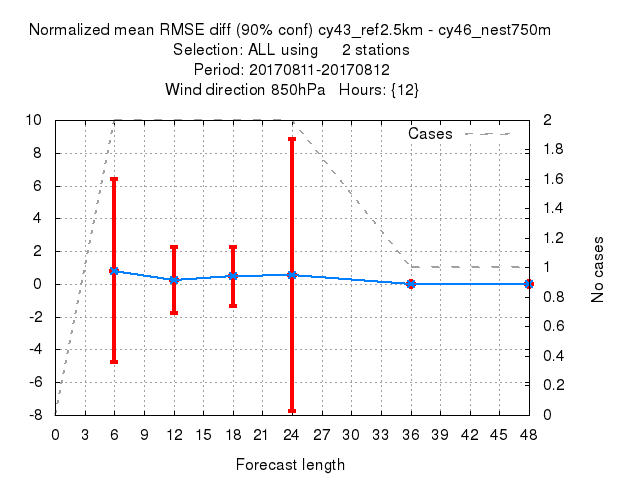 Normalized mean RMSE diff (90% conf) cy43_ref2.5km - cy46_nest750m
Selection: ALL using 2 stations
Period: 20170811-20170812
Wind direction 850hPa Hours: {12}
Cases
10
8
6
4
2
0
-2
-4
-6
-8
2
1.8
1.6
1.4
1.2
1
0.8
0.6
0.4
0.2
0
No cases
0 3 6 9 12 15 18 21 24 27 30 33 36 39 42 45 48
Forecast length